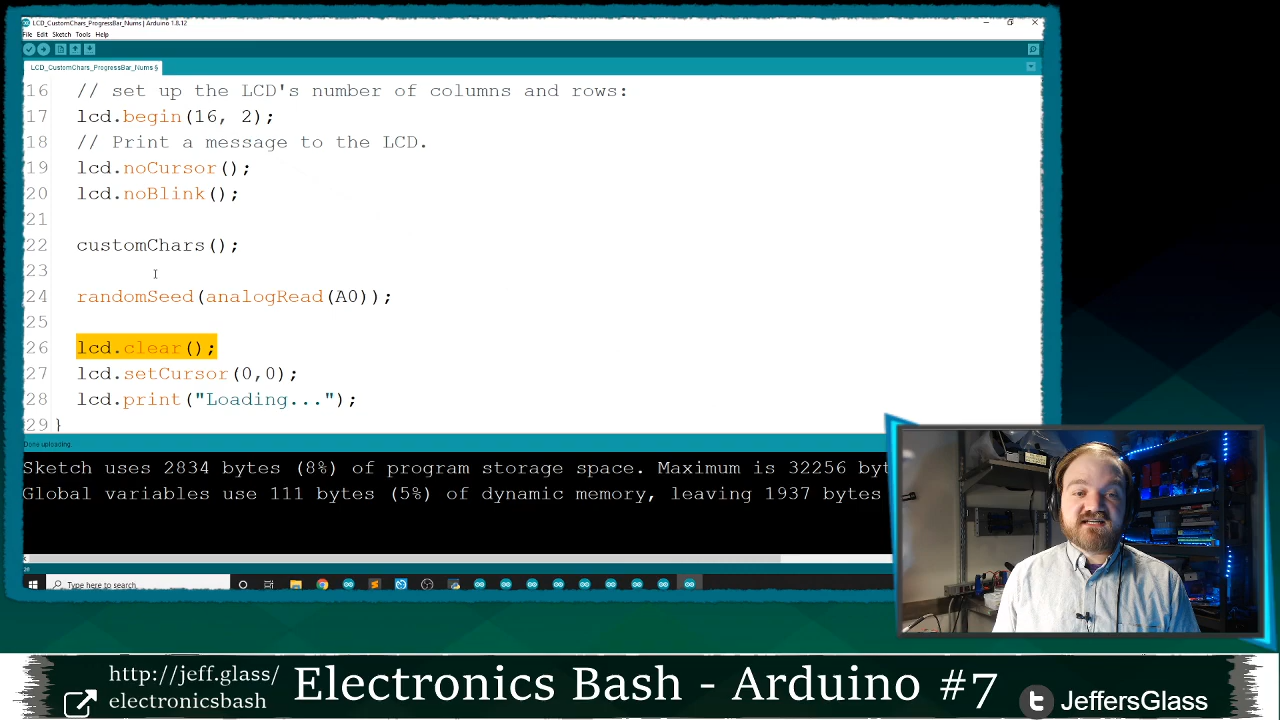 LCD_CustomChars_ProgressBar_Nums | Arduino 1.8.12
File Edit Sketch Tools Help
LCD_CustomChars_ProgressBar_Nums §
16 // set up the LCD's number of columns and rows:
17 lcd.begin(16, 2);
18 // Print a message to the LCD.
19 lcd.noCursor();
20 lcd.noBlink();
21
22 customChars();
23
24 randomSeed(analogRead(A0));
25
26 lcd.clear();
27 lcd.setCursor(0,0);
28 lcd.print("Loading...");
29 }
Done uploading.
Sketch uses 2834 bytes (8%) of program storage space. Maximum is 32256 byt
Global variables use 111 bytes (5%) of dynamic memory, leaving 1937 bytes
Type here to search
http://jeff.glass/
electronicsbash
Electronics Bash - Arduino #7
JeffersGlass